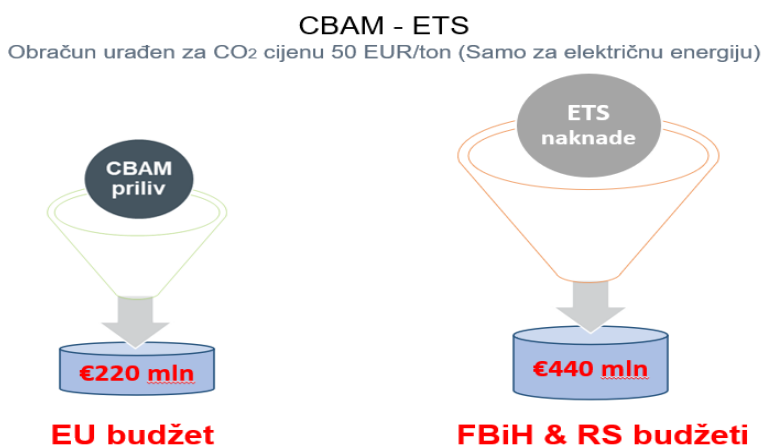 CBAM - ETS
Obračun urađen za CO₂ cijenu 50 EUR/ton (Samo za električnu energiju)
CBAM
priliv
€220 mln
EU budžet
ETS
naknade
€440 mln
FBiH & RS budžeti